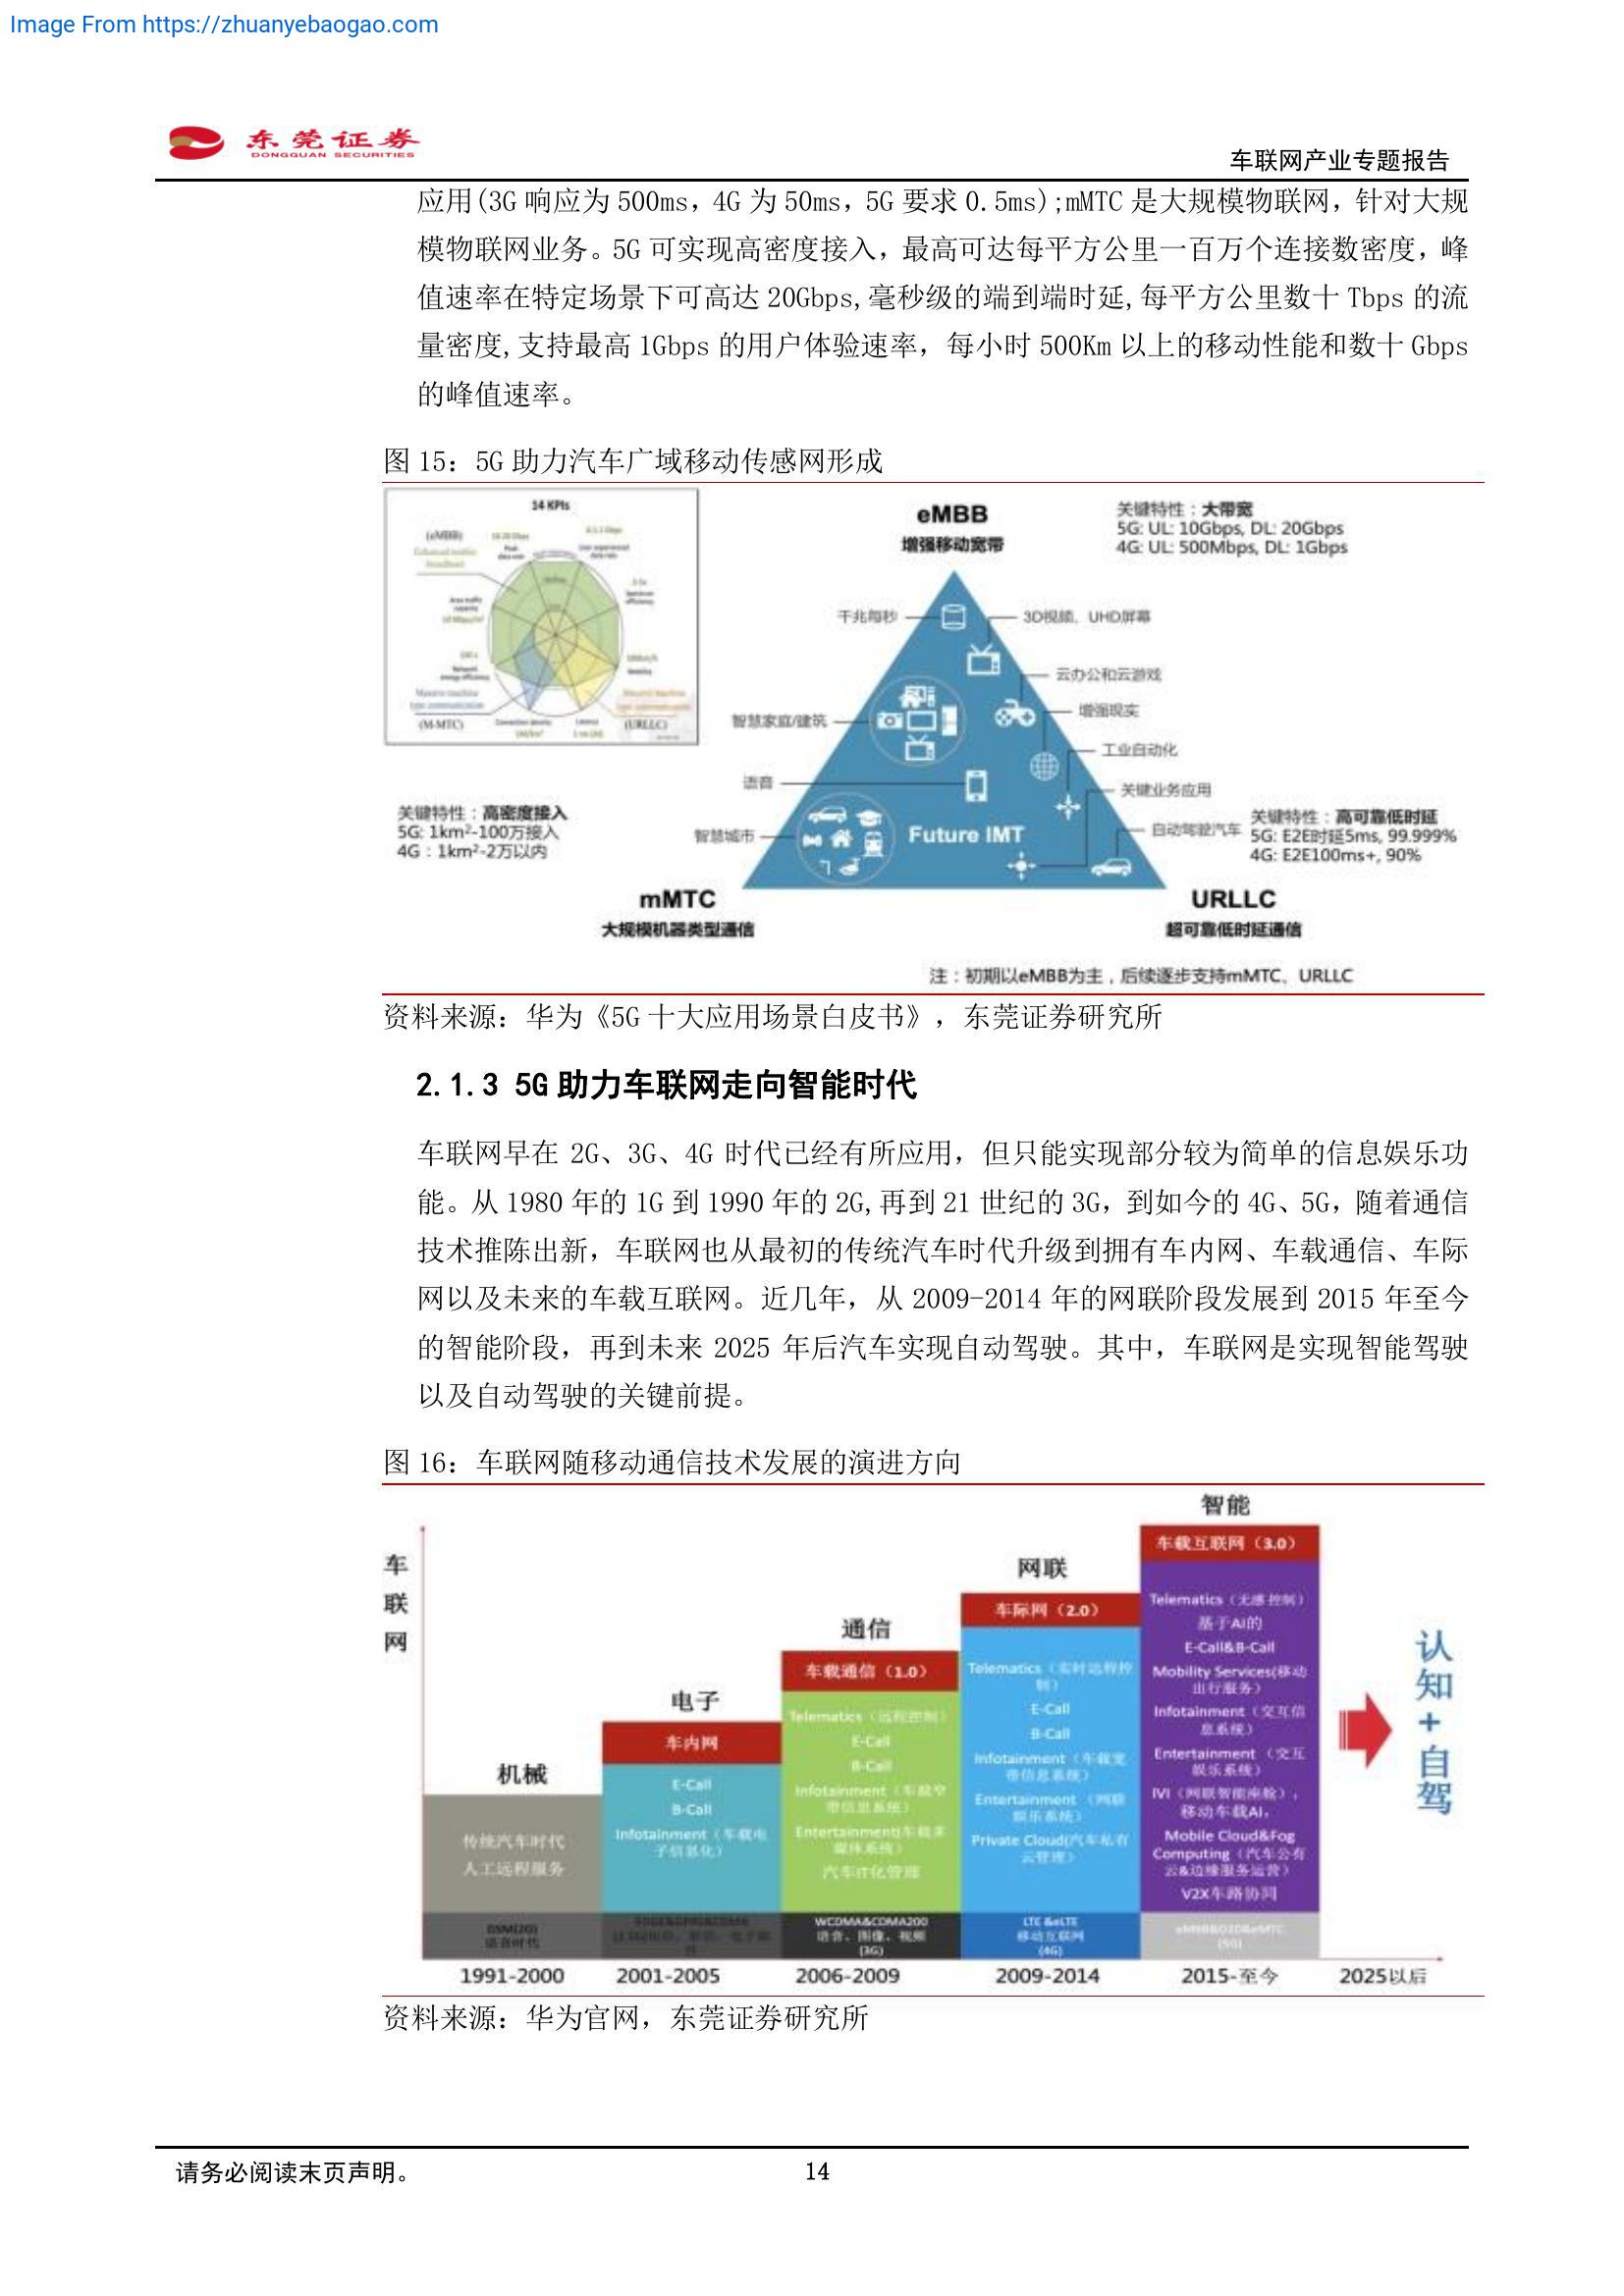 Image From https://zhuanyebaogao.com
东莞证券
DONGGUAN SECURITIES
车联网产业专题报告
应用(3G 响应为 500ms，4G 为 50ms，5G 要求 0.5ms);mMTC 是大规模物联网，针对大规
模物联网业务。5G 可实现高密度接入，最高可达每平方公里一百万个连接数密度，峰
值速率在特定场景下可高达 20Gbps,毫秒级的端到端时延,每平方公里数十 Tbps 的流
量密度,支持最高 1Gbps 的用户体验速率，每小时 500Km 以上的移动性能和数十 Gbps
的峰值速率。
图 15：5G 助力汽车广域移动传感网形成
14 KPIs
(eMBB)
(M-MTC)
(URLLC)
eMBB
增强移动宽带
关键特性：大带宽
5G: UL: 10Gbps, DL: 20Gbps
4G: UL: 500Mbps, DL: 1Gbps
千兆每秒
3D视频、UHD屏幕
云办公和云游戏
增强现实
智慧家庭/建筑
工业自动化
语音
关键业务应用
智慧城市
Future IMT
自动驾驶汽车
关键特性：高密度接入
5G: 1km²-100万接入
4G：1km²-2万以内
关键特性：高可靠低时延
5G: E2E时延5ms, 99.999%
4G: E2E100ms+, 90%
mMTC
大规模机器类型通信
URLLC
超可靠低时延通信
注：初期以eMBB为主，后续逐步支持mMTC、URLLC
资料来源：华为《5G 十大应用场景白皮书》，东莞证券研究所
2.1.3 5G 助力车联网走向智能时代
车联网早在 2G、3G、4G 时代已经有所应用，但只能实现部分较为简单的信息娱乐功
能。从 1980 年的 1G 到 1990 年的 2G,再到 21 世纪的 3G，到如今的 4G、5G，随着通信
技术推陈出新，车联网也从最初的传统汽车时代升级到拥有车内网、车载通信、车际
网以及未来的车载互联网。近几年，从 2009-2014 年的网联阶段发展到 2015 年至今
的智能阶段，再到未来 2025 年后汽车实现自动驾驶。其中，车联网是实现智能驾驶
以及自动驾驶的关键前提。
图 16：车联网随移动通信技术发展的演进方向
车联网
机械
传统汽车时代
人工远程服务
GSM(2G)
语音时代
1991-2000
电子
车内网
E-Call
B-Call
Infotainment（车载电
子信息化）
2001-2005
通信
车载通信（1.0）
Telematics（远程控制）
E-Call
B-Call
Infotainment（车载窄
带信息系统）
Entertainment(车载多
媒体系统）
汽车IT化管理
WCDMA&CDMA200
语音、图像、视频
(3G)
2006-2009
网联
车际网（2.0）
Telematics（实时远程控
制）
E-Call
B-Call
Infotainment（车载宽
带信息系统）
Entertainment（网联
娱乐系统）
Private Cloud(汽车私有
云管理）
LTE &eLTE
移动互联网
(4G)
2009-2014
智能
车载互联网（3.0）
Telematics（无感控制）
基于AI的
E-Call&B-Call
Mobility Services(移动
出行服务）
Infotainment（交互信
息系统）
Entertainment（交互
娱乐系统）
IVI（网联智能座舱），
移动车载AI，
Mobile Cloud&Fog
Computing（汽车公有
云&边缘服务运营）
V2X车路协同
(5G)
2015-至今
认知+自驾
2025以后
资料来源：华为官网，东莞证券研究所
请务必阅读末页声明。
14